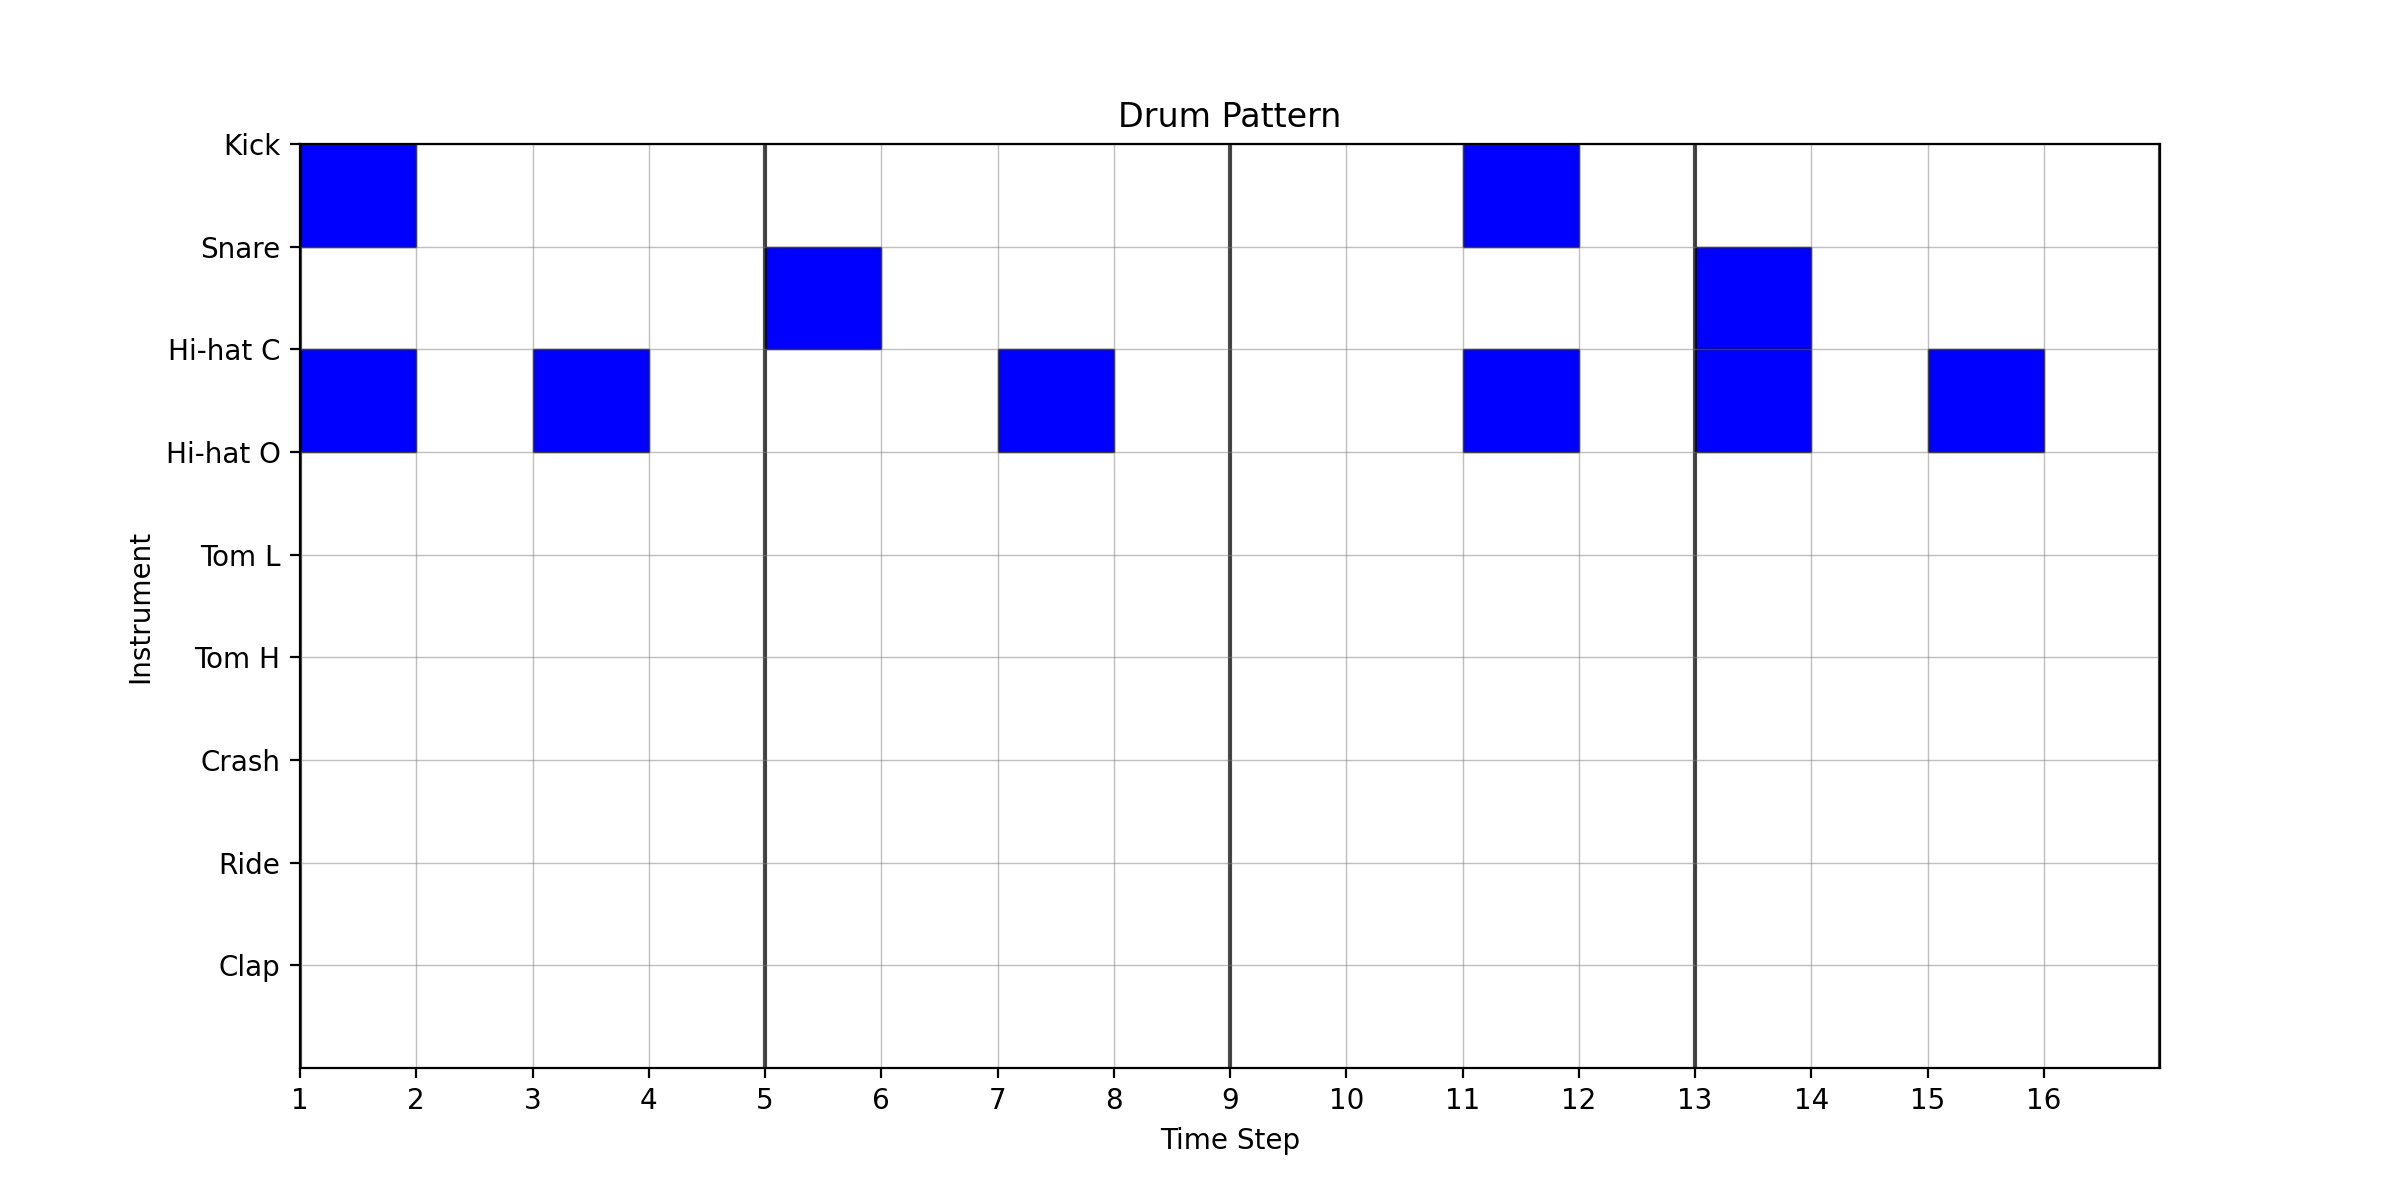 Drum Pattern
Kick
Snare
Hi-hat C
Hi-hat O
Tom L
Tom H
Crash
Ride
Clap
Instrument
1 2 3 4 5 6 7 8 9 10 11 12 13 14 15 16
Time Step